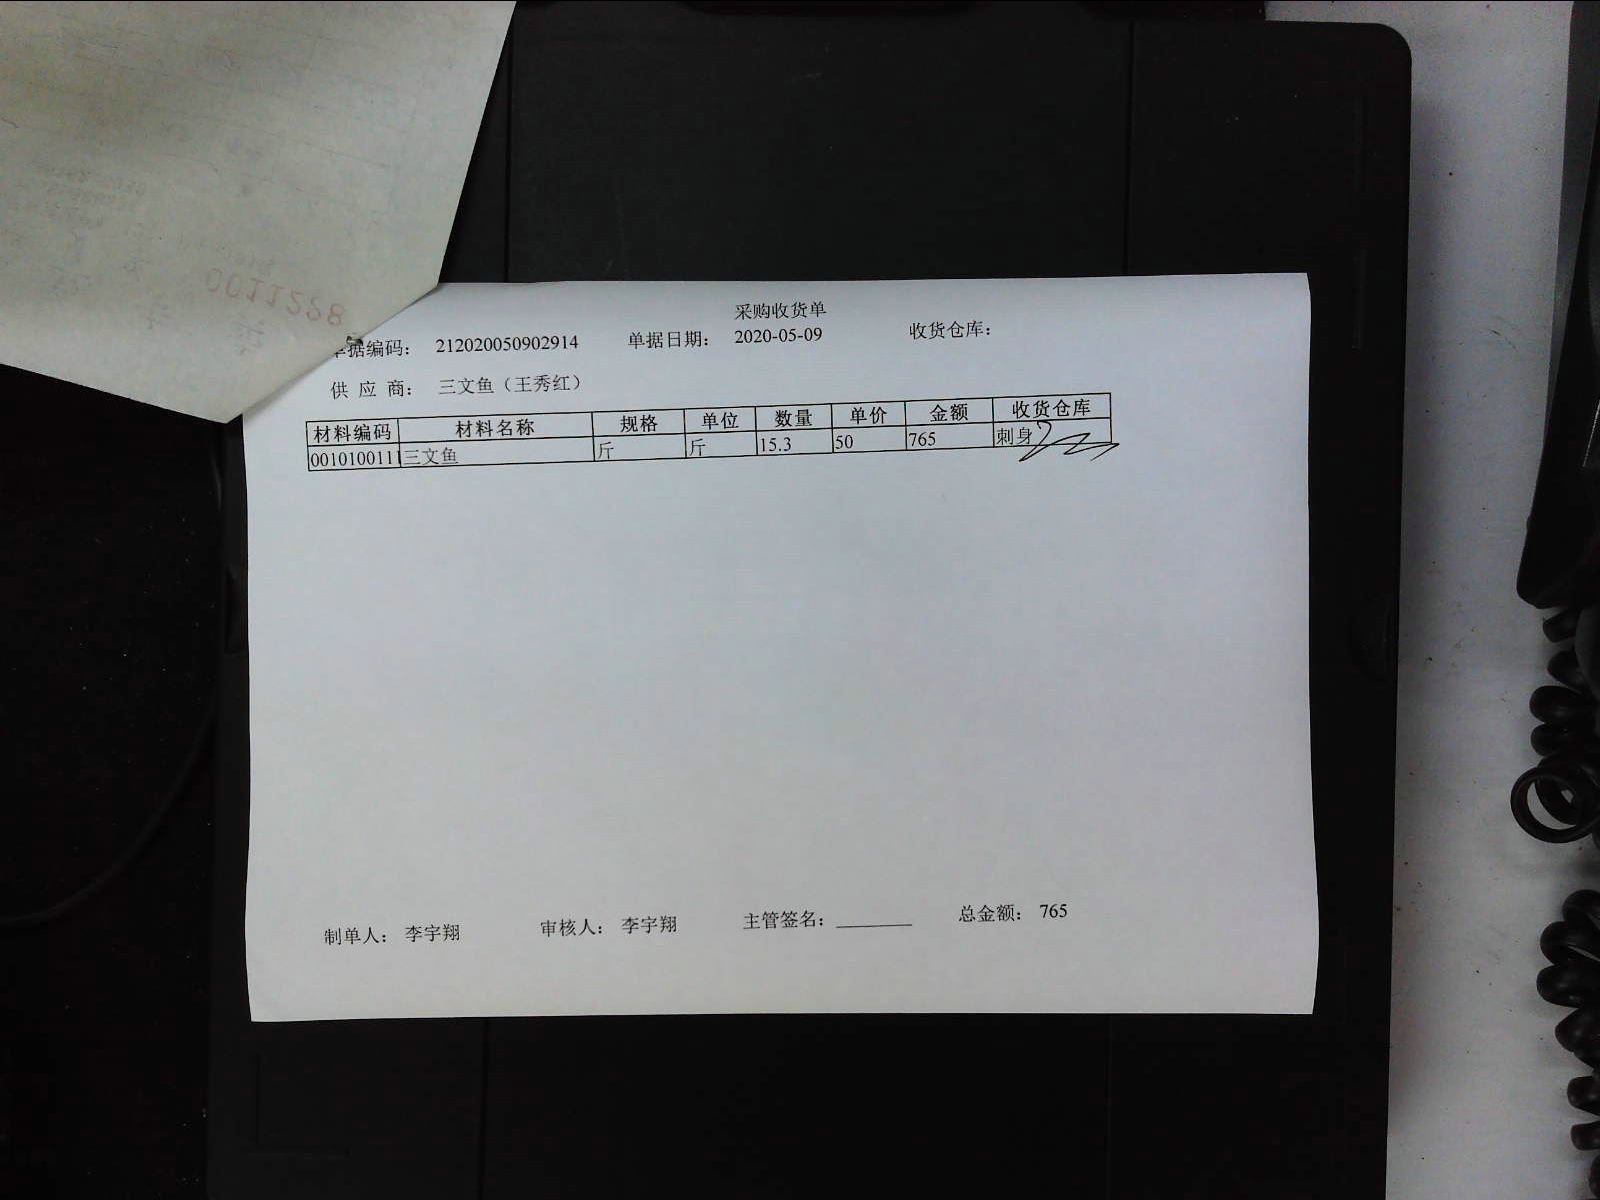 采购收货单
单据编码： 212020050902914 单据日期： 2020-05-09 收货仓库：
供 应 商： 三文鱼（王秀红）
材料编码 材料名称 规格 单位 数量 单价 金额 收货仓库
0010100111 三文鱼 斤 斤 15.3 50 765 刺身
制单人： 李宇翔 审核人： 李宇翔 主管签名： 总金额： 765
0011298